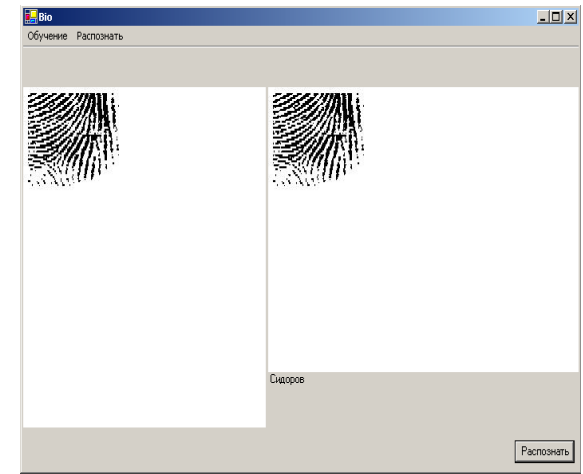 Bio
Обучение Распознать
Сидоров
Распознать